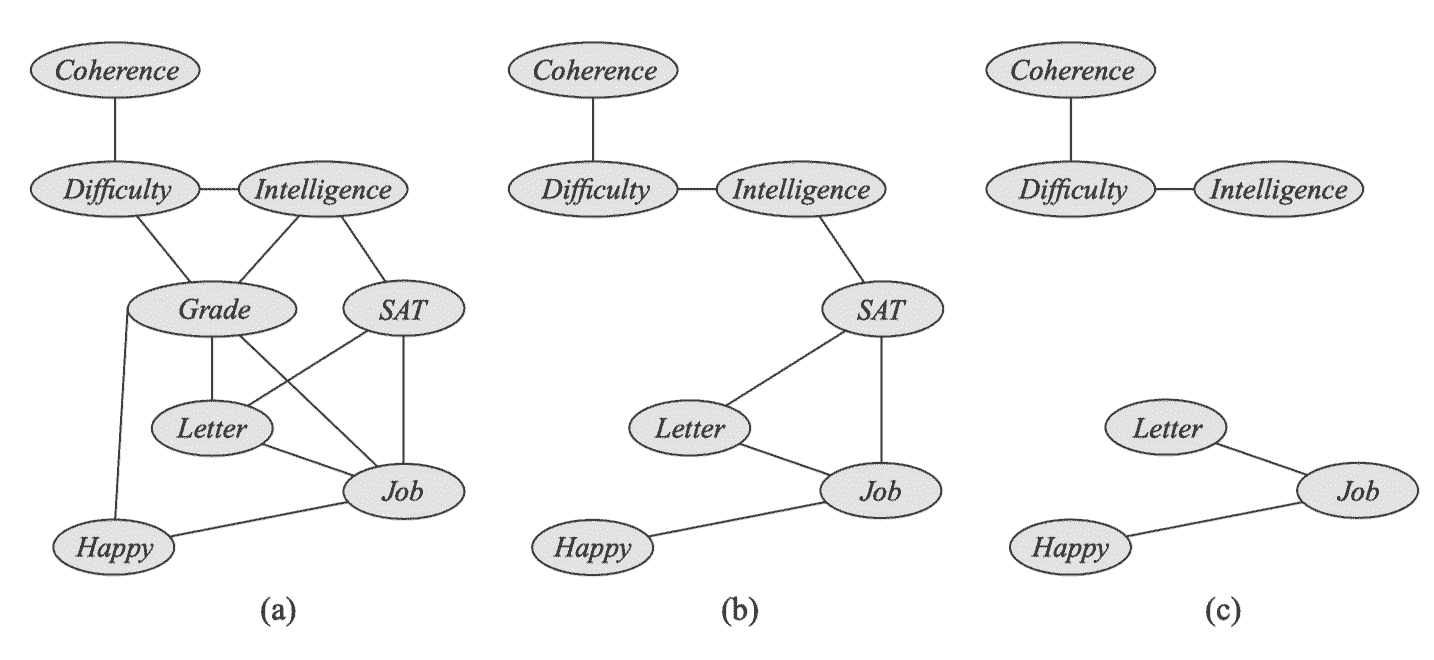 Coherence
Difficulty
Intelligence
Grade
SAT
Letter
Job
Happy
(a)
Coherence
Difficulty
Intelligence
SAT
Letter
Job
Happy
(b)
Coherence
Difficulty
Intelligence
Letter
Job
Happy
(c)